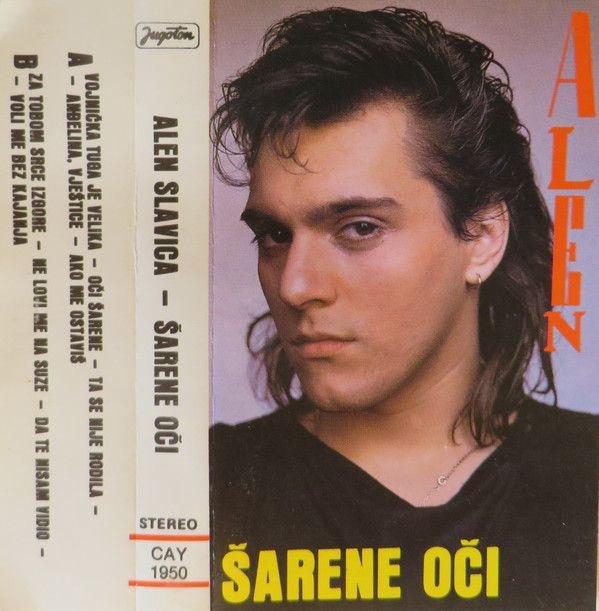 Jugoton
A VOJNIČKA TUGA JE VELIKA – OČI ŠARENE – TA SE NIJE RODILA –
– ANĐELINA, VJEŠTICE – AKO ME OSTAVIŠ
B ZA TOBOM SRCE IZGORE – NE LOVI ME NA SUZE – DA TE NISAM VIDIO –
– VOLI ME BEZ KAJANJA
ALEN SLAVICA – ŠARENE OČI
STEREO
CAY
1950
ALEN
ŠARENE OČI